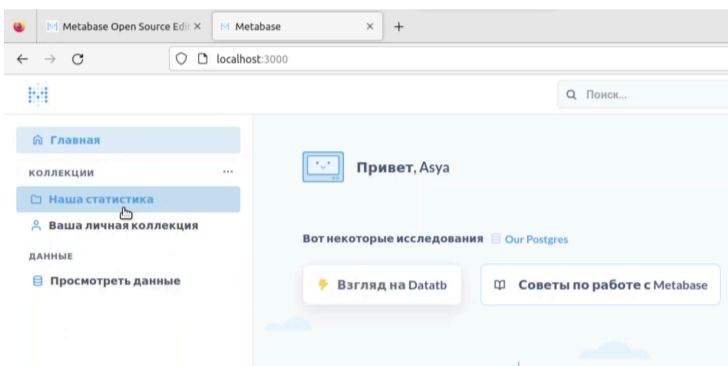 Metabase Open Source Edi
Metabase
localhost:3000
Поиск...
Главная
КОЛЛЕКЦИИ
Наша статистика
Ваша личная коллекция
ДАННЫЕ
Просмотреть данные
Привет, Asya
Вот некоторые исследования Our Postgres
Взгляд на Datatb
Советы по работе с Metabase